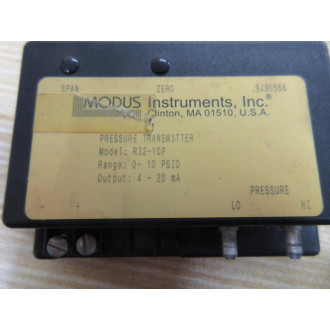 SPAN ZERO
MODUS Instruments, Inc.
Clinton, MA 01510, U.S.A.
PRESSURE TRANSMITTER
Model: R32-10P
Range: 0- 10 PSID
Output: 4 - 20 mA
PRESSURE
- + LO HI